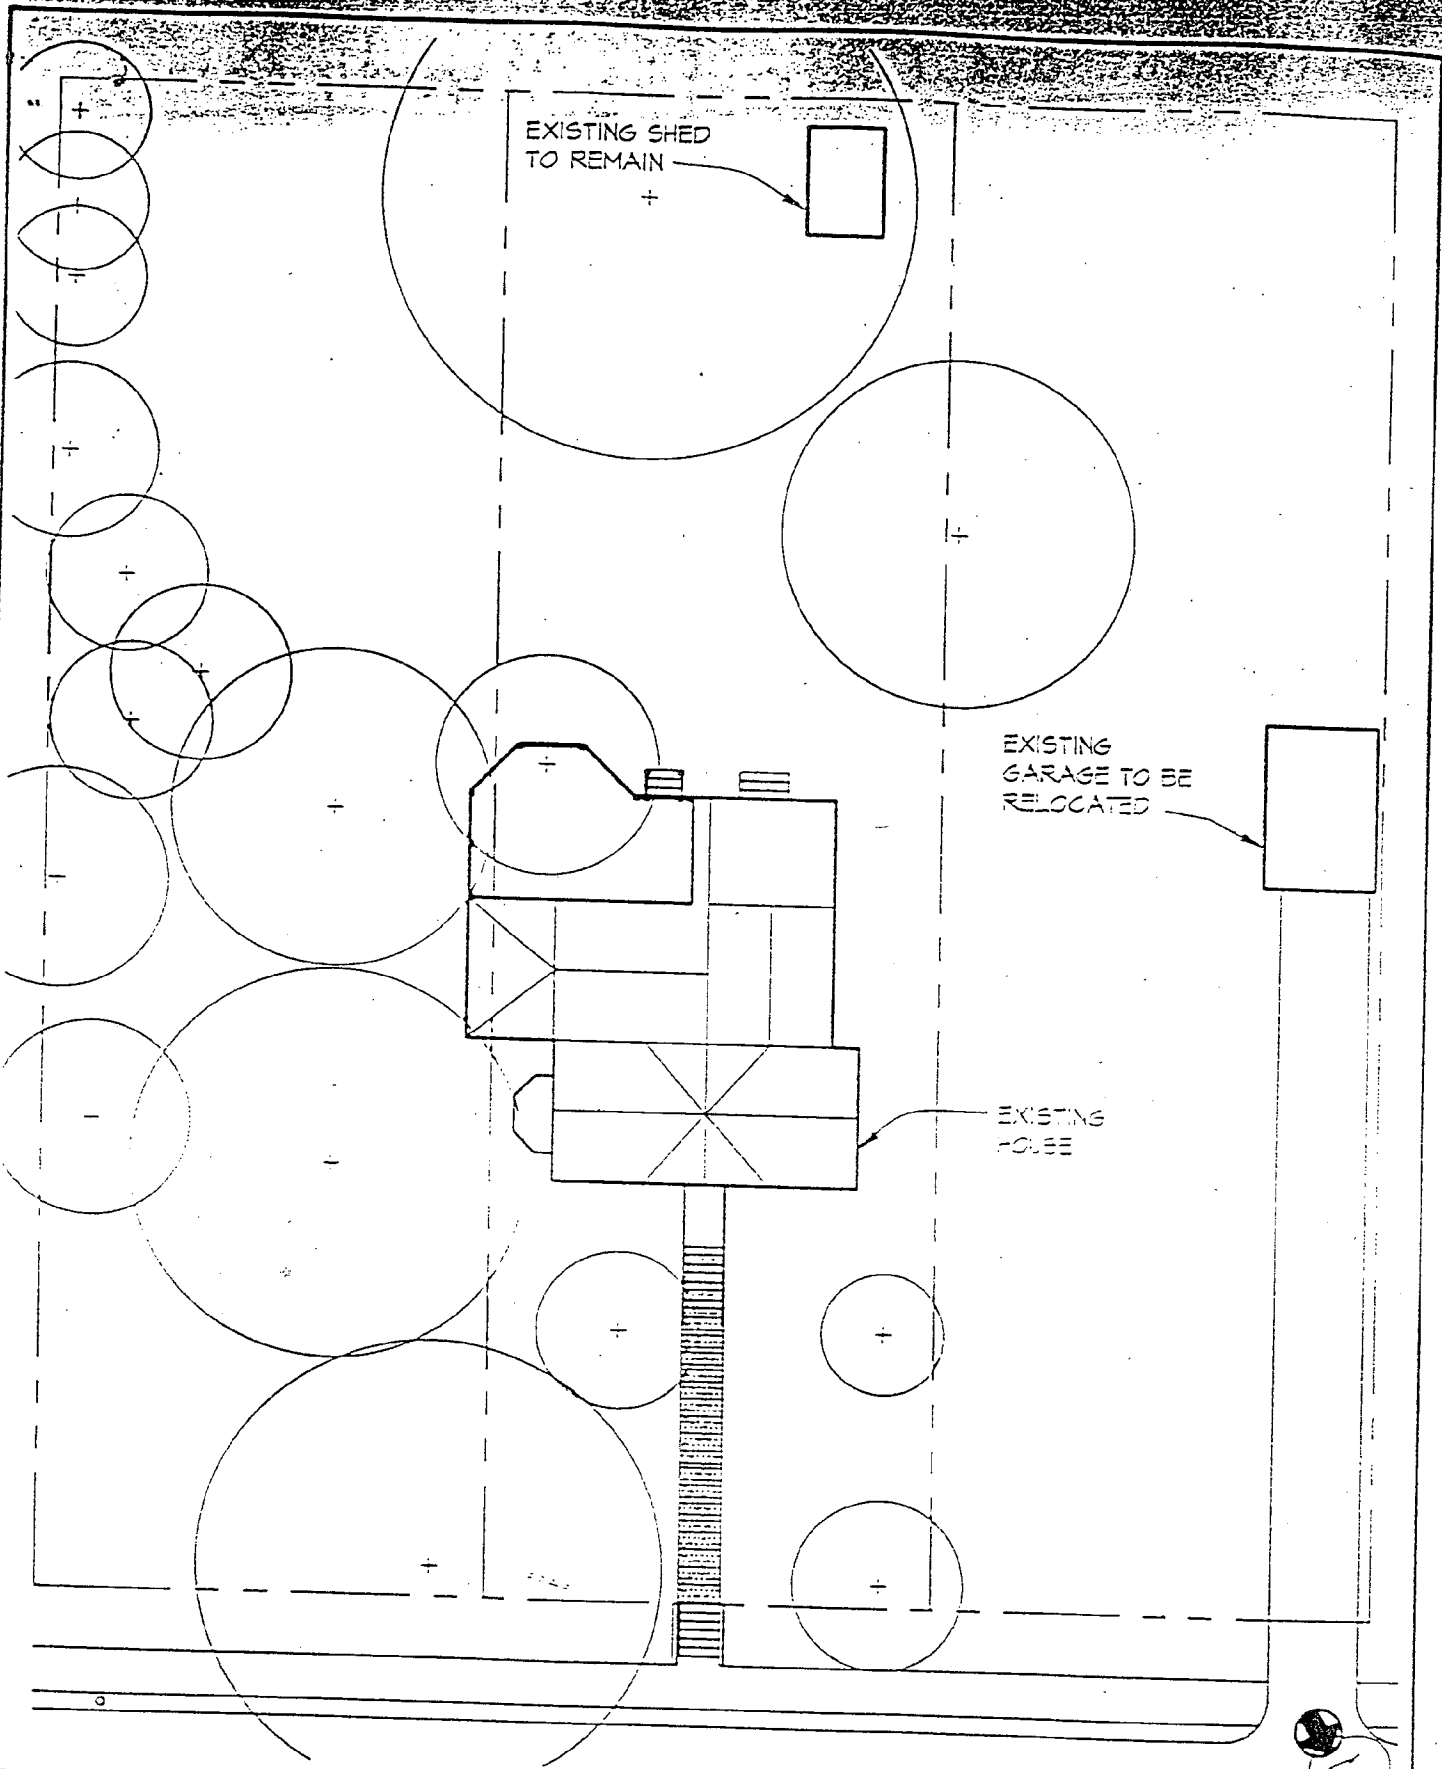 EXISTING SHED
TO REMAIN
EXISTING
GARAGE TO BE
RELOCATED
EXISTING
HOUSE